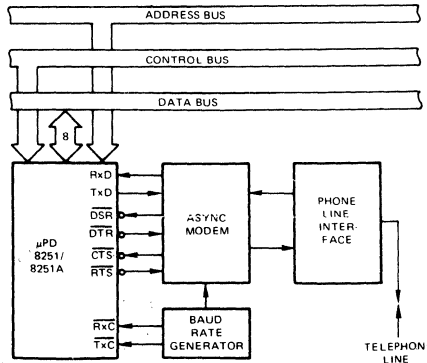 ADDRESS BUS
CONTROL BUS
DATA BUS
8
μPD
8251/
8251A
RxD
TxD
DSR
DTR
CTS
RTS
RxC
TxC
ASYNC
MODEM
BAUD
RATE
GENERATOR
PHONE
LINE
INTER-
FACE
TELEPHON
LINE